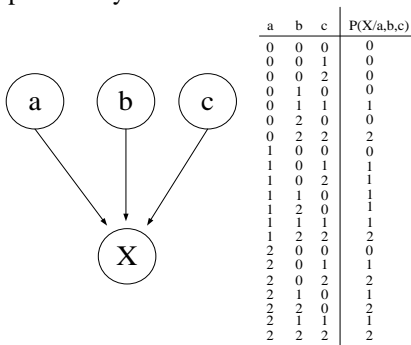 a b c
X
a b c P(X/a,b,c)
0 0 0 0
0 0 1 0
0 0 2 0
0 1 0 0
0 1 1 1
0 2 0 0
0 2 2 2
1 0 0 0
1 0 1 1
1 0 2 1
1 1 0 1
1 2 0 1
1 1 1 1
1 2 2 2
2 0 0 0
2 0 1 1
2 0 2 2
2 1 0 1
2 2 0 2
2 1 1 1
2 2 2 2